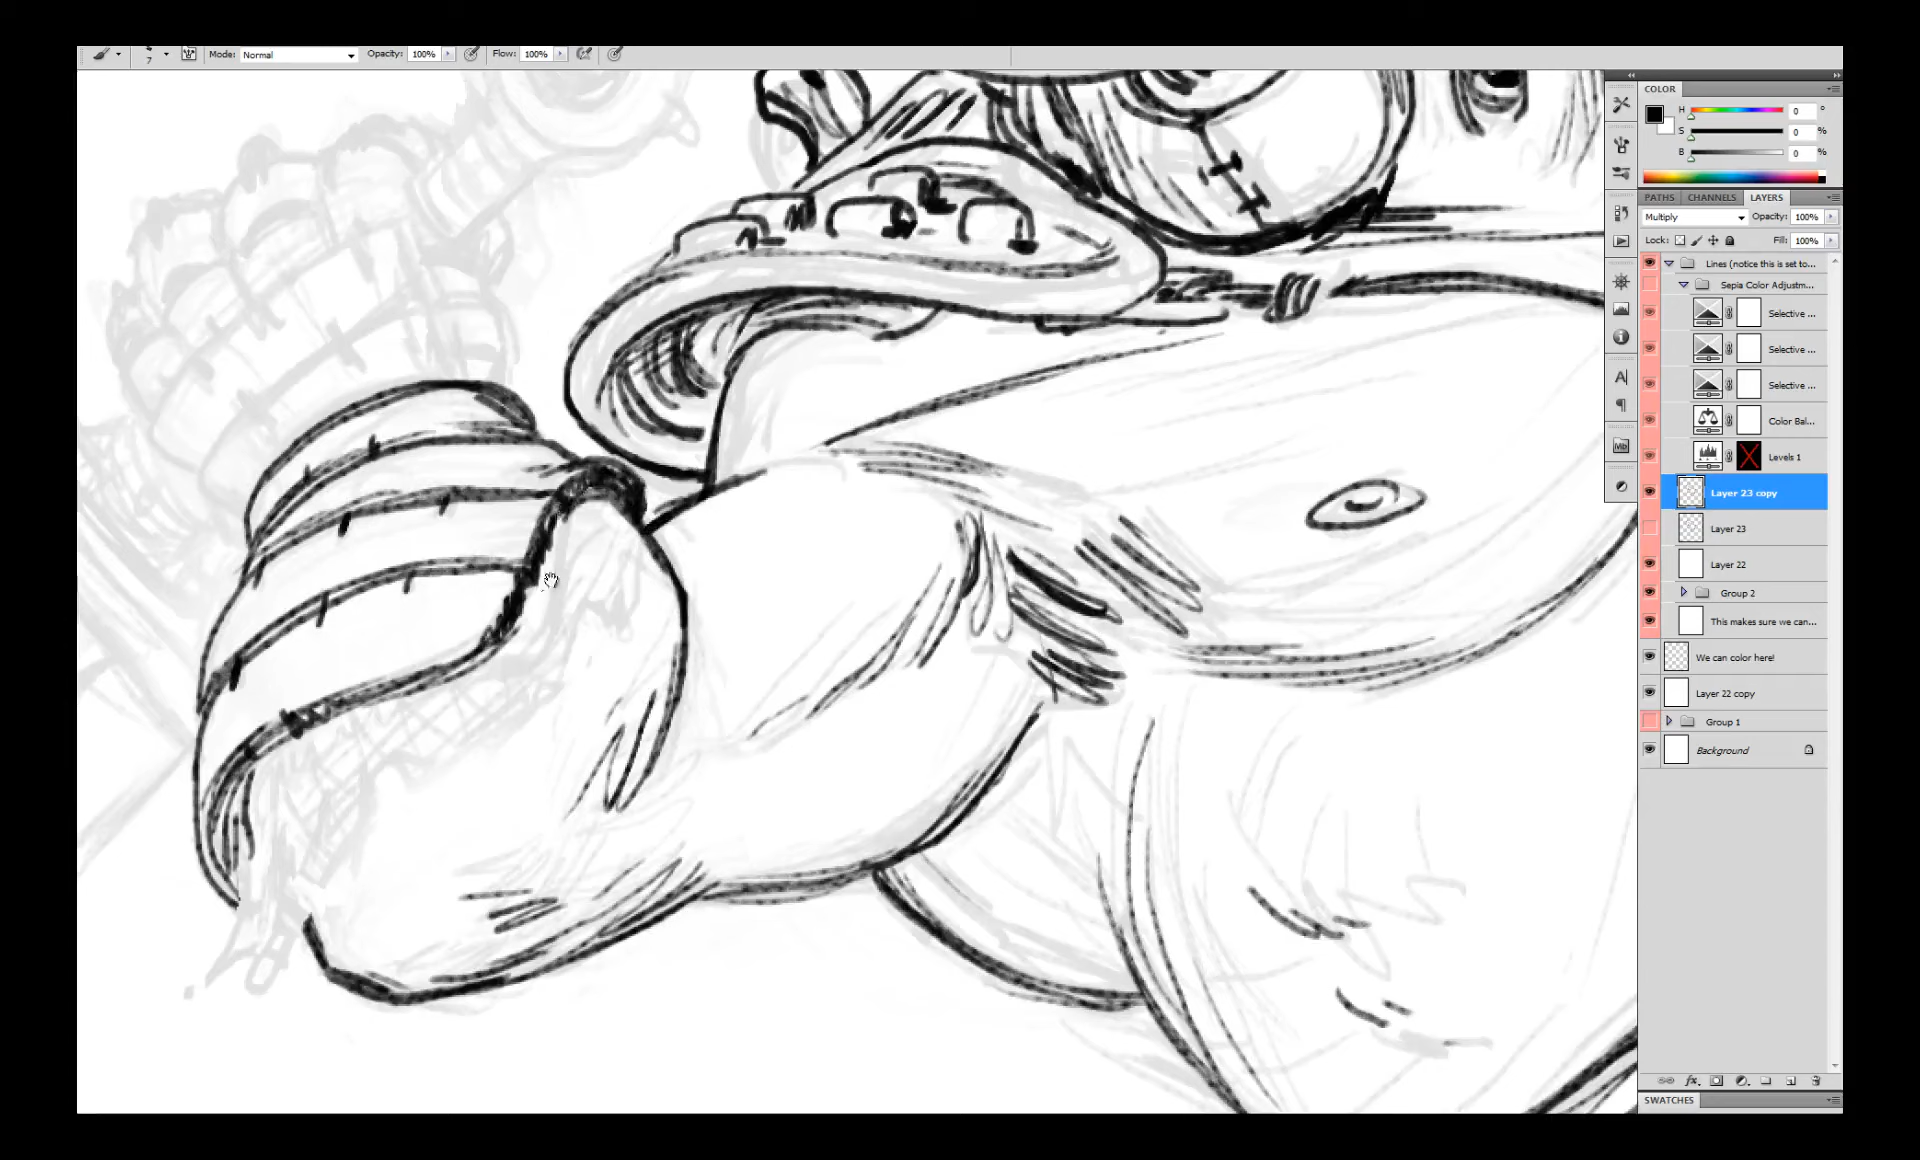 7 Mode: Normal Opacity: 100% Flow: 100%
COLOR
H 0 °
S 0 %
B 0 %
PATHS CHANNELS LAYERS
Multiply Opacity: 100%
Lock: Fill: 100%
Lines (notice this is set to...
Sepia Color Adjustm...
Selective ...
Selective ...
Selective ...
Color Bal...
Levels 1
Layer 23 copy
Layer 23
Layer 22
Group 2
This makes sure we can...
We can color here!
Layer 22 copy
Group 1
Background
SWATCHES